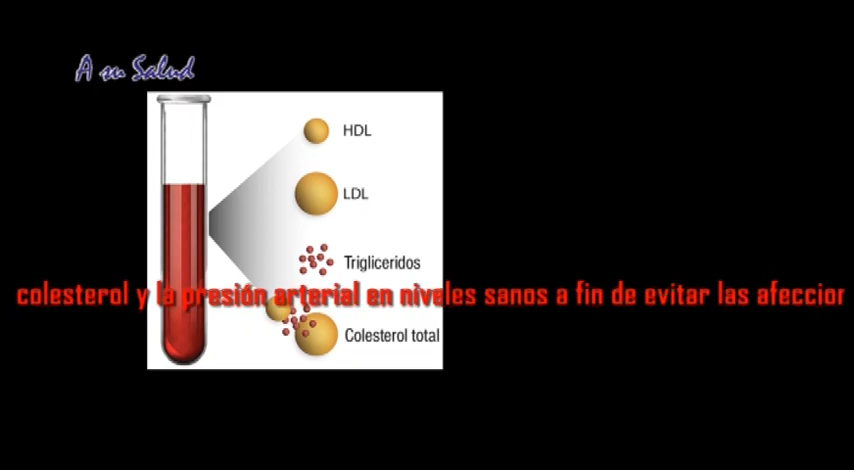 A su Salud
HDL
LDL
Trigliceridos
colesterol y la presión arterial en niveles sanos a fin de evitar las afeccior
Colesterol total